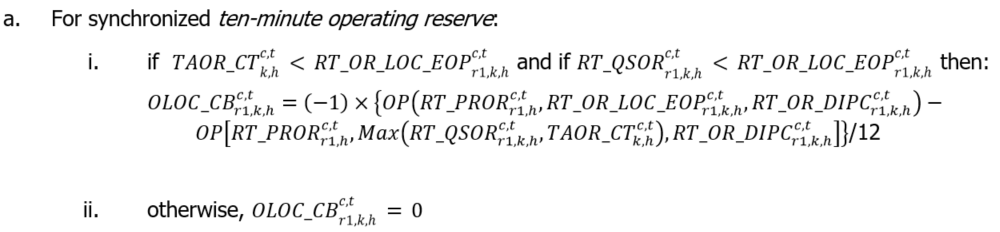 a. For synchronized ten-minute operating reserve:
i. if TAOR_CT^{c,t}_{k,h} < RT_OR_LOC_EOP^{c,t}_{r1,k,h} and if RT_QSOR^{c,t}_{r1,k,h} < RT_OR_LOC_EOP^{c,t}_{r1,k,h} then:
OLOC_CB^{c,t}_{r1,k,h} = (−1) × {OP(RT_PROR^{c,t}_{r1,h}, RT_OR_LOC_EOP^{c,t}_{r1,k,h}, RT_OR_DIPC^{c,t}_{r1,k,h}) −
OP[RT_PROR^{c,t}_{r1,h}, Max(RT_QSOR^{c,t}_{r1,k,h}, TAOR_CT^{c,t}_{k,h}), RT_OR_DIPC^{c,t}_{r1,k,h}]}/12
ii. otherwise, OLOC_CB^{c,t}_{r1,k,h} = 0